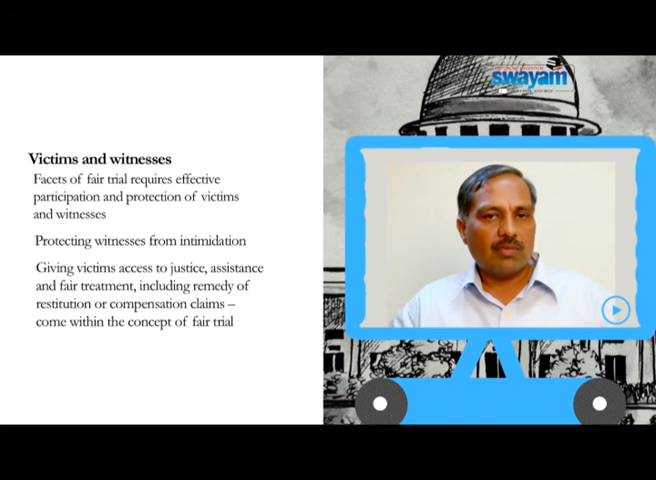 Victims and witnesses
Facets of fair trial requires effective
participation and protection of victims
and witnesses
Protecting witnesses from intimidation
Giving victims access to justice, assistance
and fair treatment, including remedy of
restitution or compensation claims –
come within the concept of fair trial
swayam